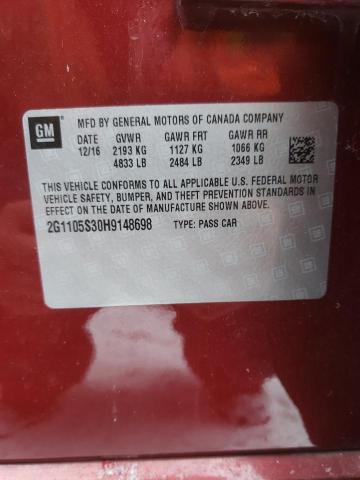 GM
MFD BY GENERAL MOTORS OF CANADA COMPANY
DATE GVWR GAWR FRT GAWR RR
12/16 2193 KG 1127 KG 1066 KG
4833 LB 2484 LB 2349 LB
THIS VEHICLE CONFORMS TO ALL APPLICABLE U.S. FEDERAL MOTOR
VEHICLE SAFETY, BUMPER, AND THEFT PREVENTION STANDARDS IN
EFFECT ON THE DATE OF MANUFACTURE SHOWN ABOVE.
2G1105S30H9148698 TYPE: PASS CAR